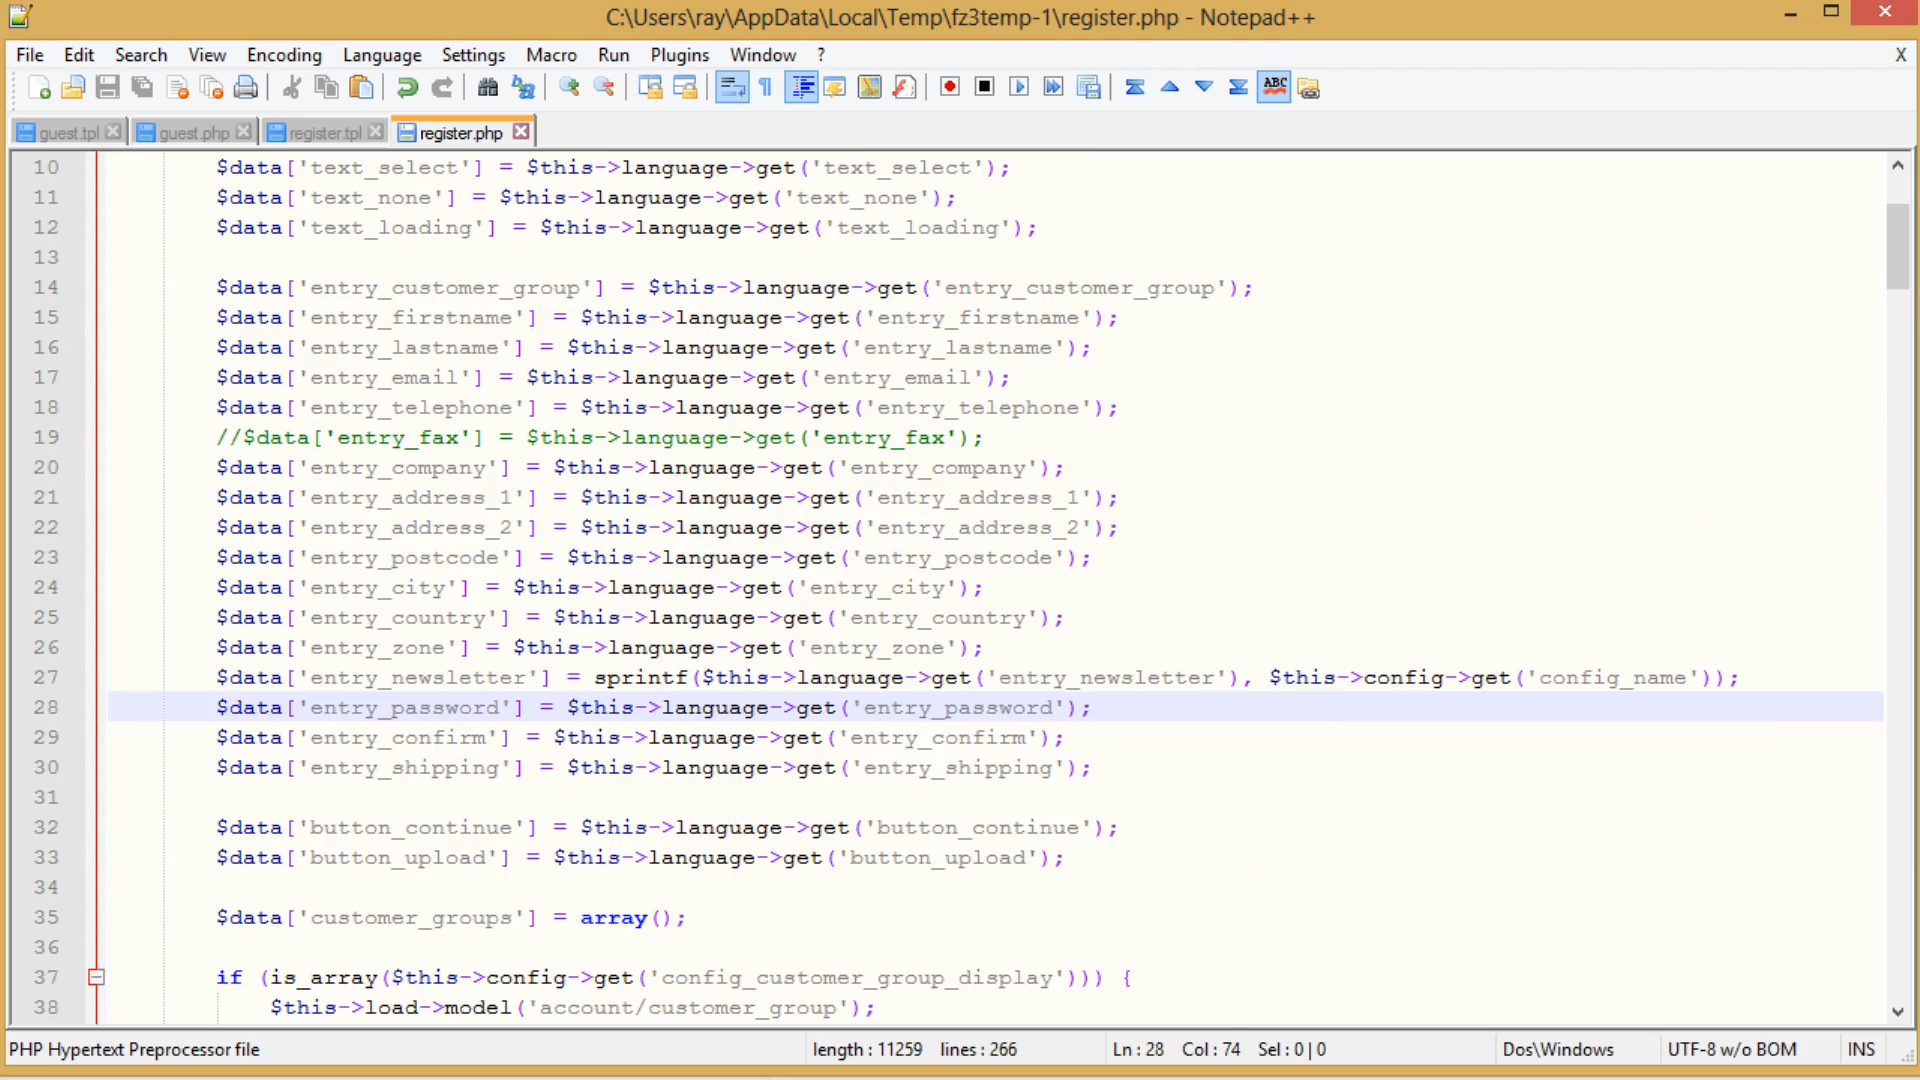 C:\Users\ray\AppData\Local\Temp\fz3temp-1\register.php - Notepad++
File Edit Search View Encoding Language Settings Macro Run Plugins Window ? X
ABC
guest.tpl guest.php register.tpl register.php
10 $data['text_select'] = $this->language->get('text_select');
11 $data['text_none'] = $this->language->get('text_none');
12 $data['text_loading'] = $this->language->get('text_loading');
13
14 $data['entry_customer_group'] = $this->language->get('entry_customer_group');
15 $data['entry_firstname'] = $this->language->get('entry_firstname');
16 $data['entry_lastname'] = $this->language->get('entry_lastname');
17 $data['entry_email'] = $this->language->get('entry_email');
18 $data['entry_telephone'] = $this->language->get('entry_telephone');
19 //$data['entry_fax'] = $this->language->get('entry_fax');
20 $data['entry_company'] = $this->language->get('entry_company');
21 $data['entry_address_1'] = $this->language->get('entry_address_1');
22 $data['entry_address_2'] = $this->language->get('entry_address_2');
23 $data['entry_postcode'] = $this->language->get('entry_postcode');
24 $data['entry_city'] = $this->language->get('entry_city');
25 $data['entry_country'] = $this->language->get('entry_country');
26 $data['entry_zone'] = $this->language->get('entry_zone');
27 $data['entry_newsletter'] = sprintf($this->language->get('entry_newsletter'), $this->config->get('config_name'));
28 $data['entry_password'] = $this->language->get('entry_password');
29 $data['entry_confirm'] = $this->language->get('entry_confirm');
30 $data['entry_shipping'] = $this->language->get('entry_shipping');
31
32 $data['button_continue'] = $this->language->get('button_continue');
33 $data['button_upload'] = $this->language->get('button_upload');
34
35 $data['customer_groups'] = array();
36
37 if (is_array($this->config->get('config_customer_group_display'))) {
38 $this->load->model('account/customer_group');
PHP Hypertext Preprocessor file length : 11259 lines : 266 Ln : 28 Col : 74 Sel : 0 | 0 Dos\Windows UTF-8 w/o BOM INS